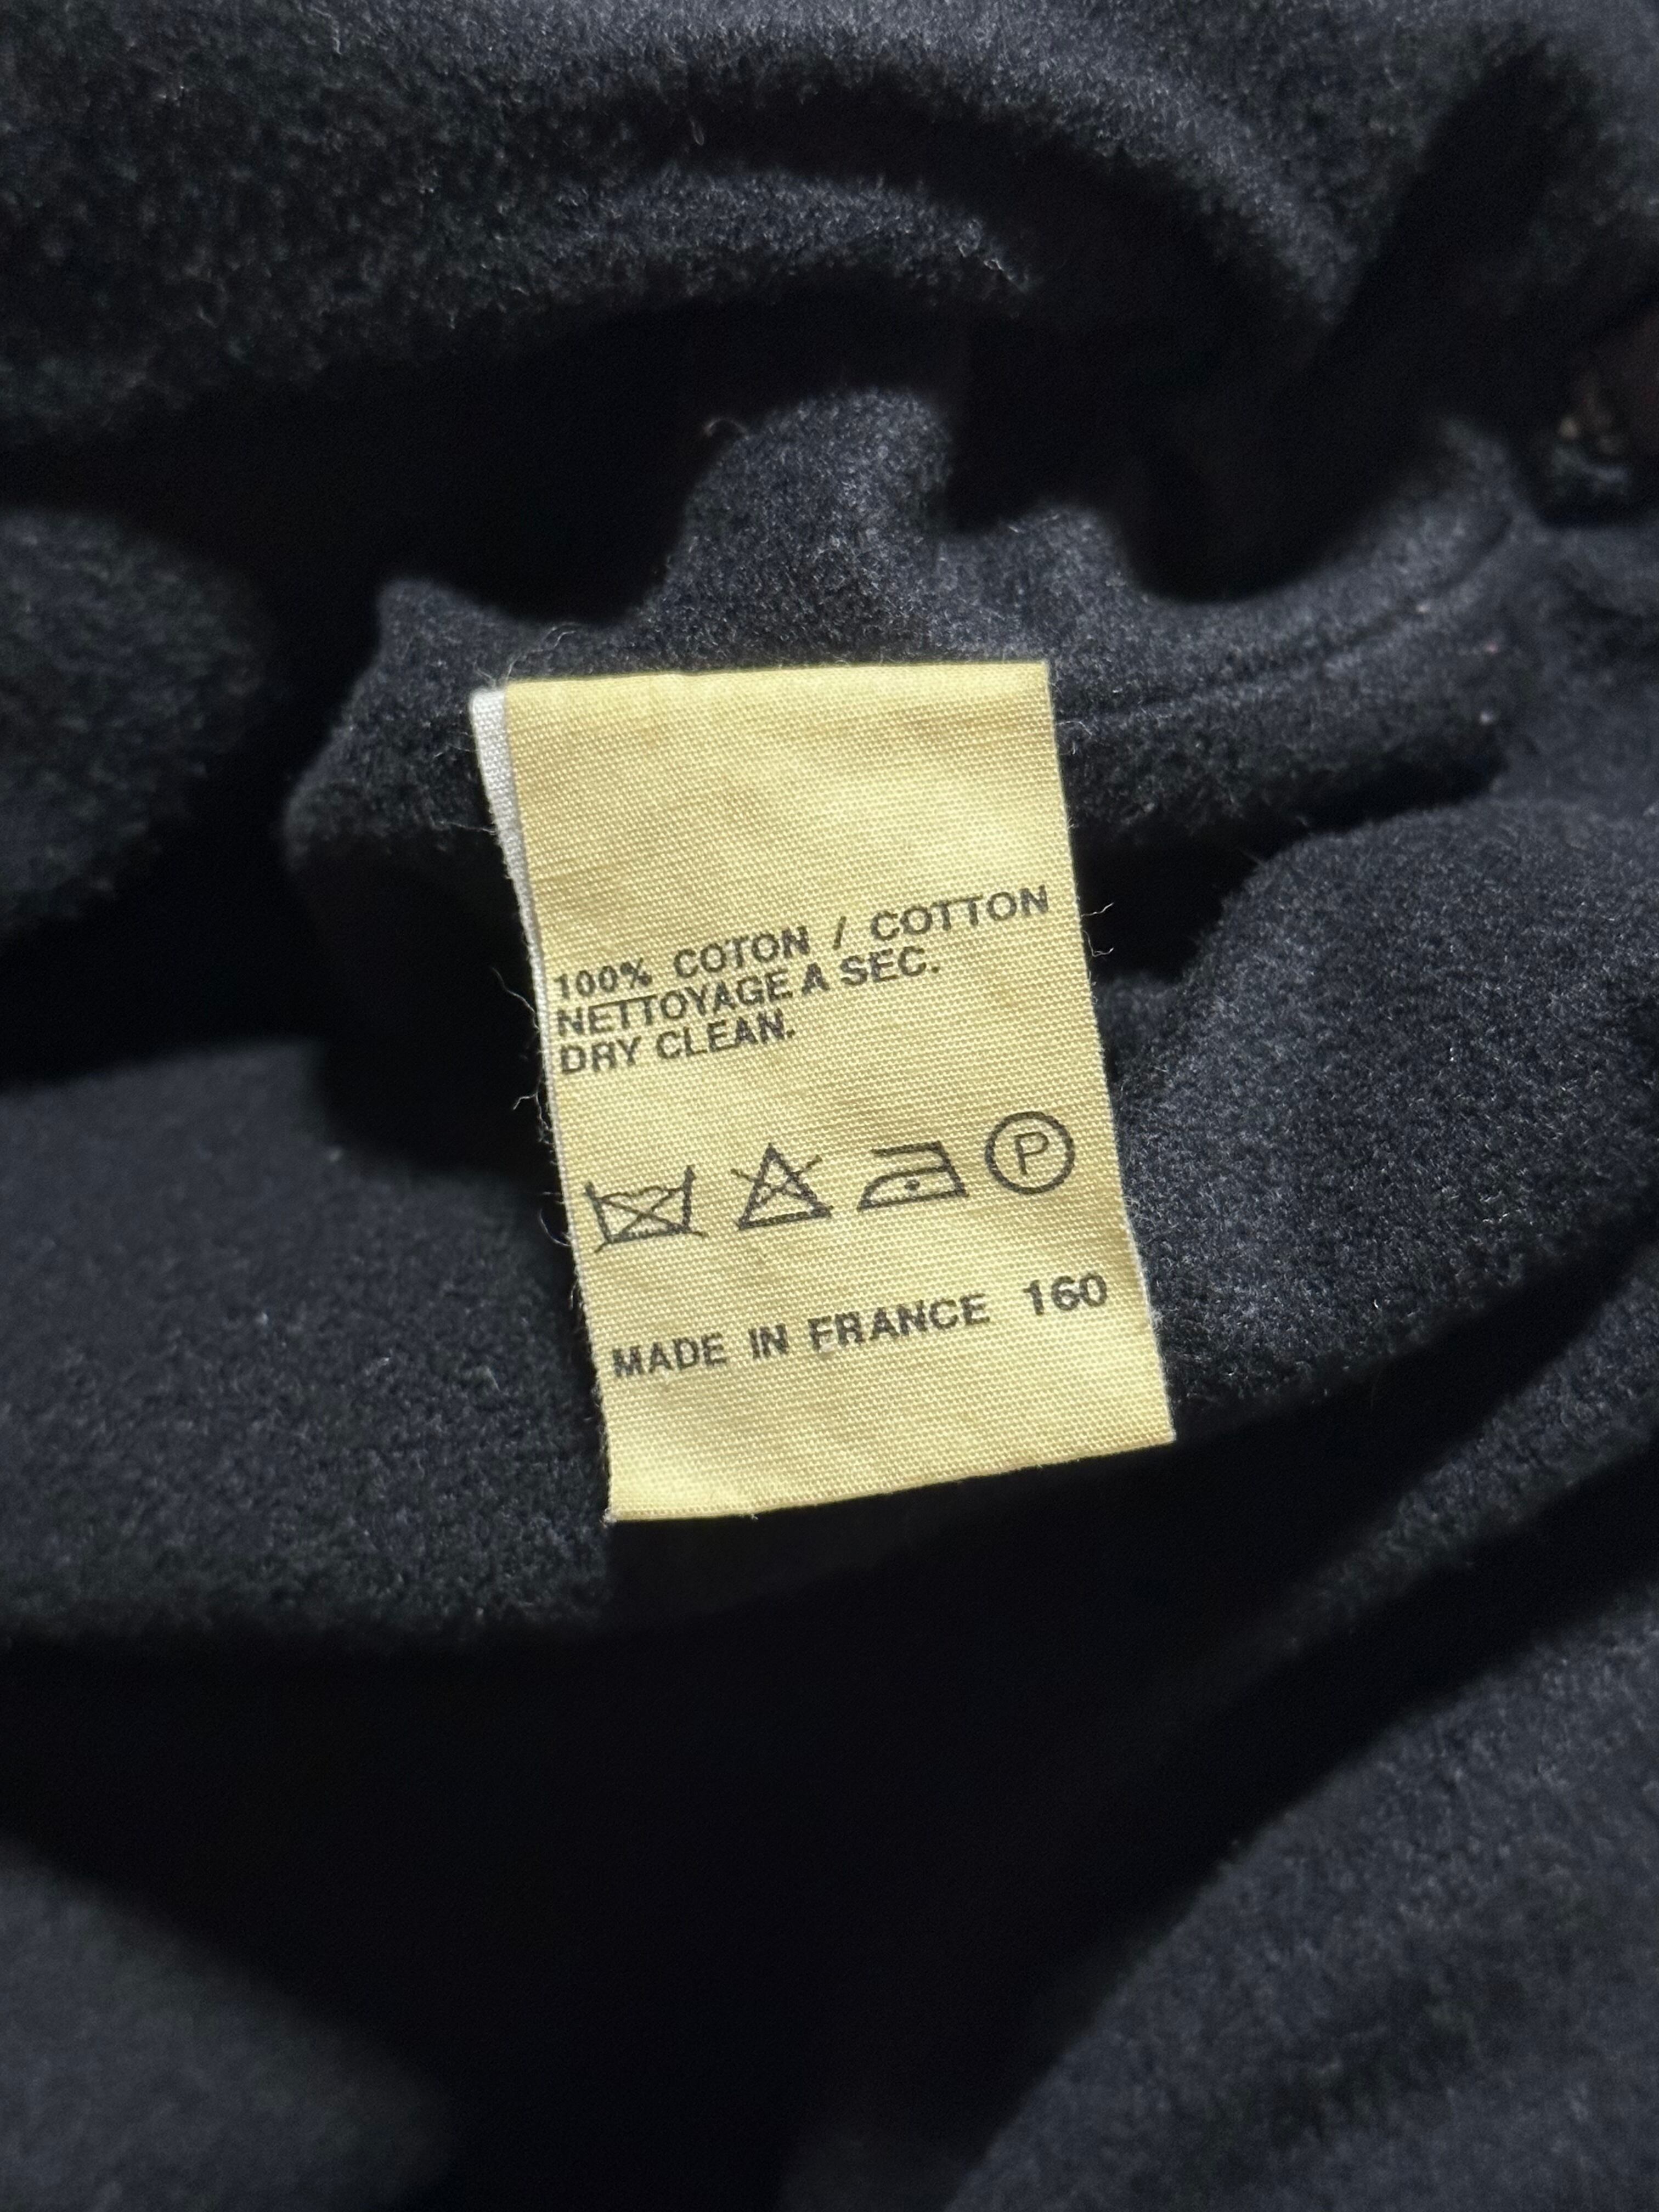 100% COTON / COTTON
NETTOYAGE A SEC.
DRY CLEAN.
P
MADE IN FRANCE 160